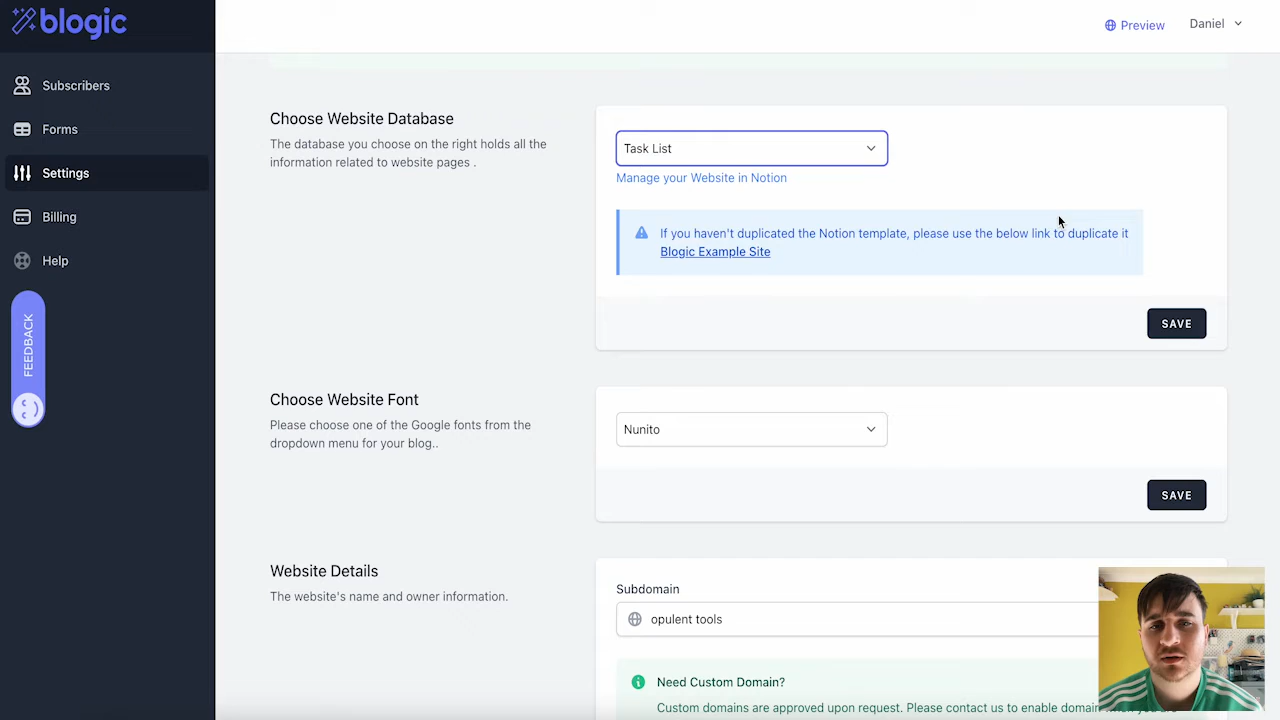 blogic
Preview
Daniel
Subscribers
Forms
Settings
Billing
Help
FEEDBACK
Choose Website Database
The database you choose on the right holds all the
information related to website pages .
Task List
Manage your Website in Notion
If you haven't duplicated the Notion template, please use the below link to duplicate it
Blogic Example Site
SAVE
Choose Website Font
Please choose one of the Google fonts from the
dropdown menu for your blog..
Nunito
SAVE
Website Details
The website's name and owner information.
Subdomain
opulent tools
Need Custom Domain?
Custom domains are approved upon request. Please contact us to enable domain